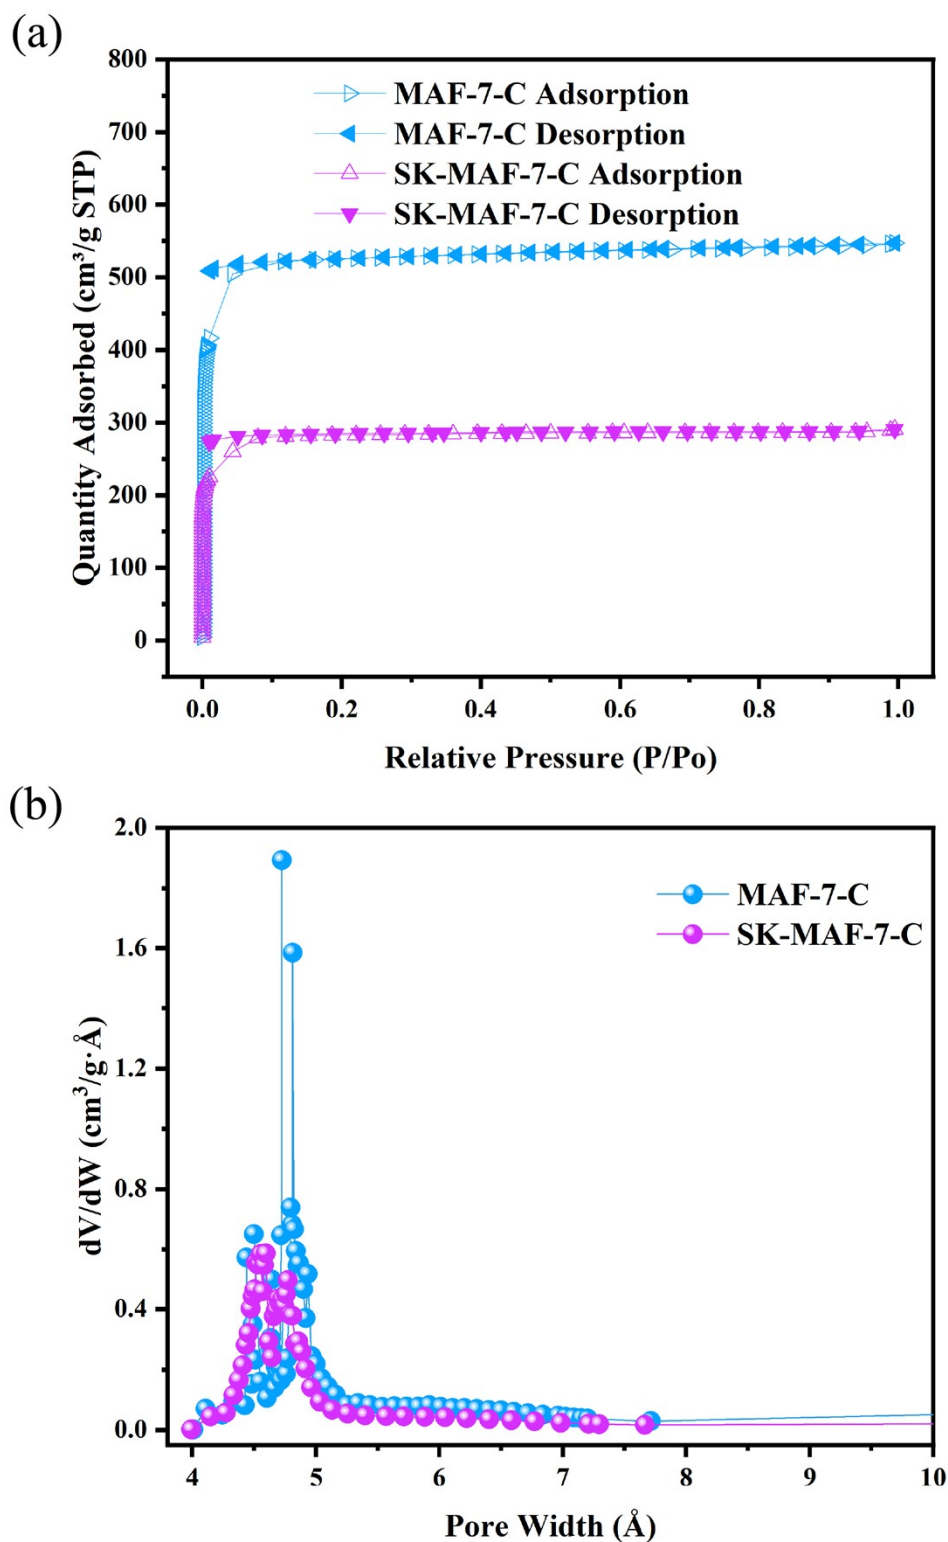 (a)
800
700
600
500
400
300
200
100
0
Quantity Adsorbed (cm³/g STP)
MAF-7-C Adsorption
MAF-7-C Desorption
SK-MAF-7-C Adsorption
SK-MAF-7-C Desorption
0.0 0.2 0.4 0.6 0.8 1.0
Relative Pressure (P/Po)
(b)
2.0
1.6
1.2
0.8
0.4
0.0
dV/dW (cm³/g·Å)
MAF-7-C
SK-MAF-7-C
4 5 6 7 8 9 10
Pore Width (Å)